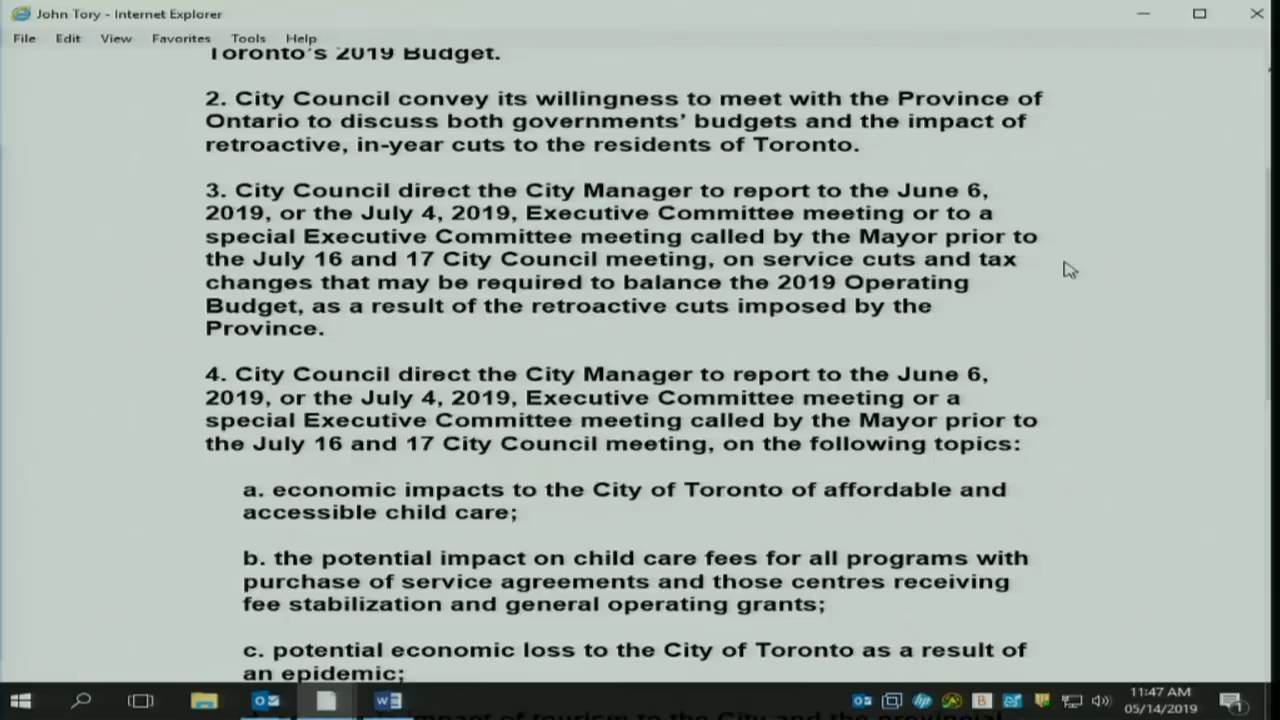 John Tory - Internet Explorer
File Edit View Favorites Tools Help
Toronto's 2019 Budget.
2. City Council convey its willingness to meet with the Province of
Ontario to discuss both governments' budgets and the impact of
retroactive, in-year cuts to the residents of Toronto.
3. City Council direct the City Manager to report to the June 6,
2019, or the July 4, 2019, Executive Committee meeting or to a
special Executive Committee meeting called by the Mayor prior to
the July 16 and 17 City Council meeting, on service cuts and tax
changes that may be required to balance the 2019 Operating
Budget, as a result of the retroactive cuts imposed by the
Province.
4. City Council direct the City Manager to report to the June 6,
2019, or the July 4, 2019, Executive Committee meeting or a
special Executive Committee meeting called by the Mayor prior to
the July 16 and 17 City Council meeting, on the following topics:
a. economic impacts to the City of Toronto of affordable and
accessible child care;
b. the potential impact on child care fees for all programs with
purchase of service agreements and those centres receiving
fee stabilization and general operating grants;
c. potential economic loss to the City of Toronto as a result of
an epidemic;
impact of tourism to the City and the provincial
11:47 AM
05/14/2019